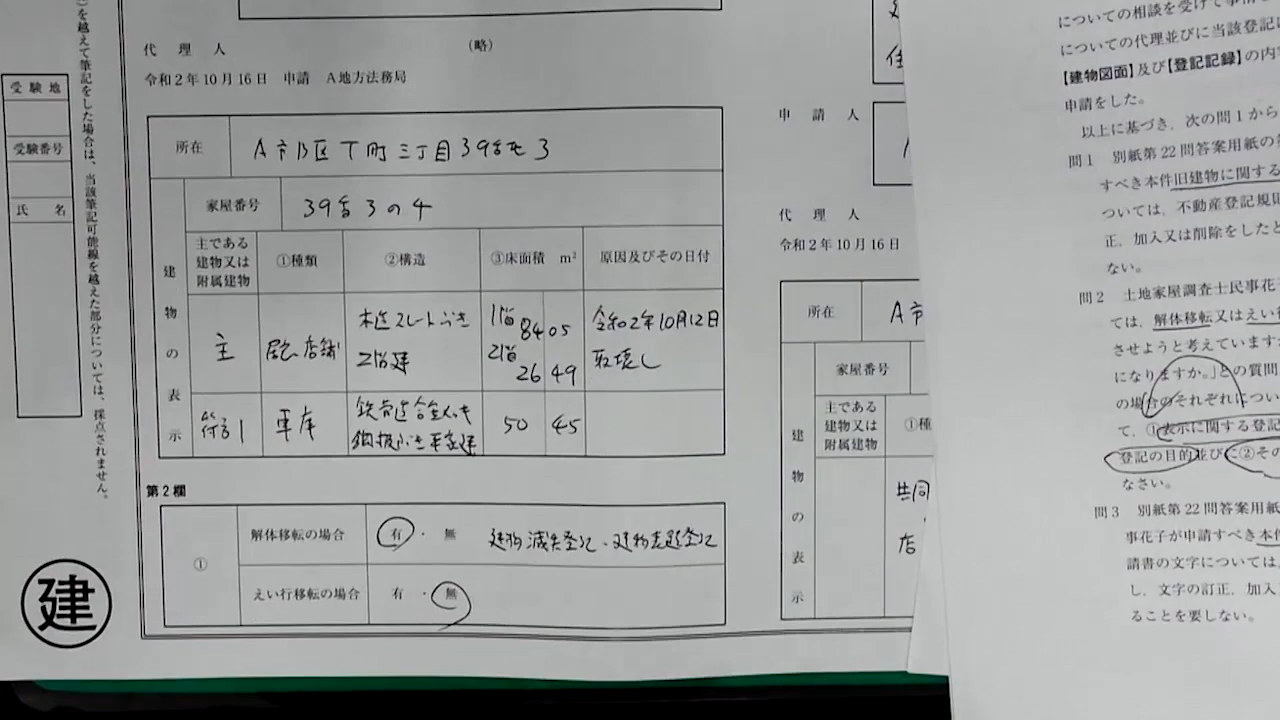 )を越えて筆記をした場合は、当該筆記可能線を越えた部分については、採点されません。
受験地
受験番号
氏名
建
代理人 (略)
令和2年10月16日 申請 A地方法務局
所在 A市B区丁町三丁目39番地3
家屋番号 39番3の4
建物の表示
主である建物又は附属建物 ①種類 ②構造 ③床面積 m² 原因及びその日付
主 居宅 店舗 木造スレートぶき2階建 1階 84 05 2階 26 49 令和2年10月12日取壊し
符号1 車庫 鉄骨造合金メッキ鋼板ぶき平家建 50 45
第2欄
①
解体移転の場合 有・無 建物滅失登記・建物表題登記
えい行移転の場合 有・無
申請人
代理人
令和2年10月16日
所在 A市
家屋番号
建物の表示
主である建物又は附属建物 ①種
共同
店
についての相談を受けて事情を
についての代理並びに当該登記に
【建物図面】及び【登記記録】の内
申請をした。
以上に基づき、次の問1から
問1 別紙第22問答案用紙の第
すべき本件旧建物に関する
ついては、不動産登記規則
正、加入又は削除をしたと
ない。
問2 土地家屋調査士民事花子
ては、解体移転又はえい行
させようと考えています
になりますか。」との質問
の場合のそれぞれについ
て、①表示に関する登記
登記の目的並びに②その
なさい。
問3 別紙第22問答案用紙
事花子が申請すべき本件
請書の文字については、
し、文字の訂正、加入
ることを要しない。